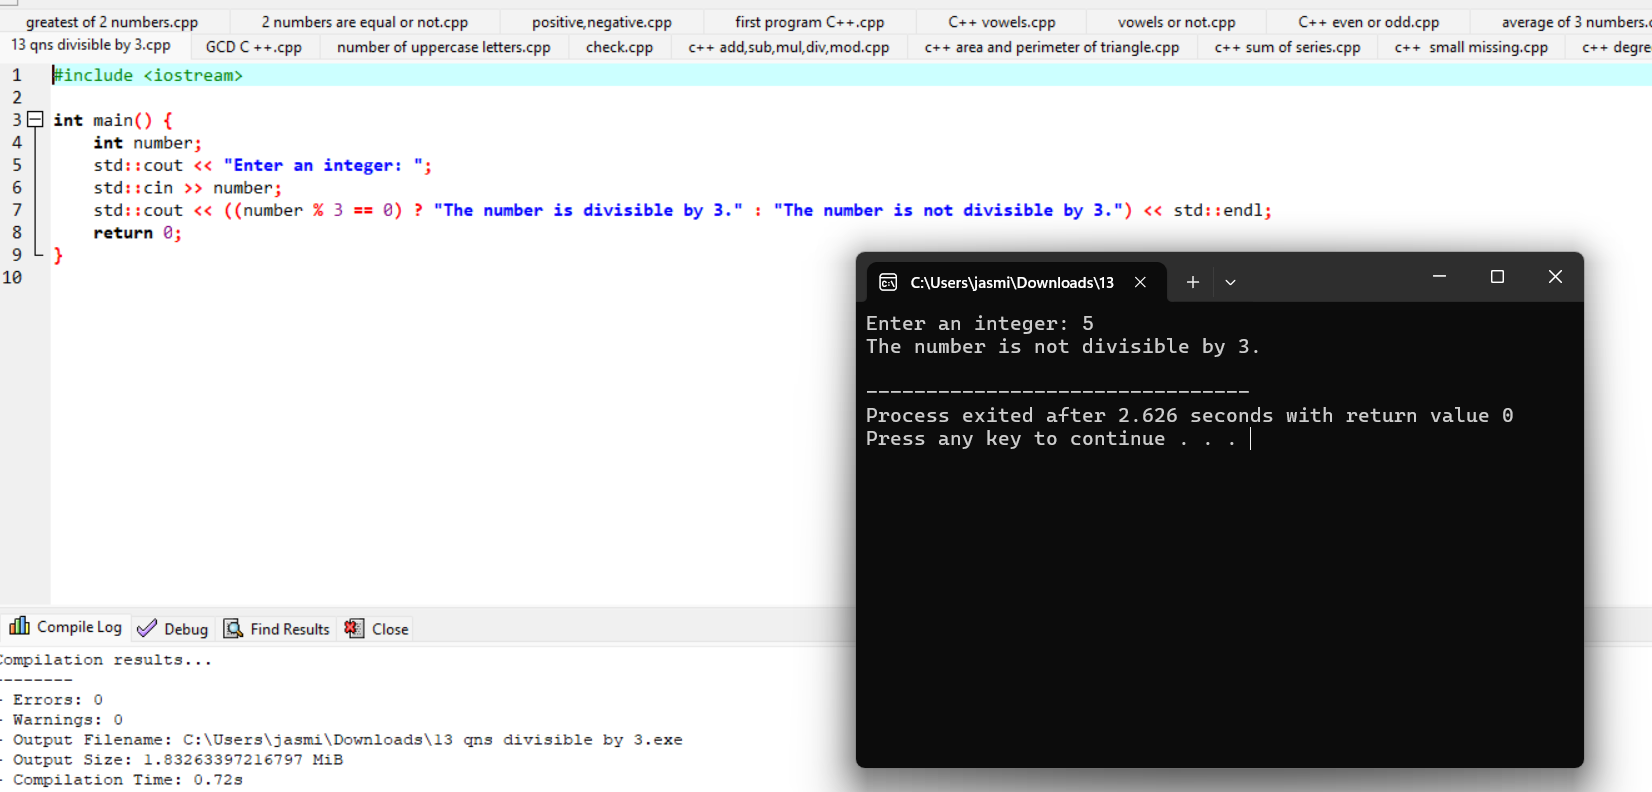 greatest of 2 numbers.cpp 2 numbers are equal or not.cpp positive,negative.cpp first program C++.cpp C++ vowels.cpp vowels or not.cpp C++ even or odd.cpp average of 3 numbers.
13 qns divisible by 3.cpp GCD C ++.cpp number of uppercase letters.cpp check.cpp c++ add,sub,mul,div,mod.cpp c++ area and perimeter of triangle.cpp c++ sum of series.cpp c++ small missing.cpp c++ degre
1 #include <iostream>
2
3 int main() {
4 int number;
5 std::cout << "Enter an integer: ";
6 std::cin >> number;
7 std::cout << ((number % 3 == 0) ? "The number is divisible by 3." : "The number is not divisible by 3.") << std::endl;
8 return 0;
9 }
10
C:\Users\jasmi\Downloads\13
Enter an integer: 5
The number is not divisible by 3.
--------------------------------
Process exited after 2.626 seconds with return value 0
Press any key to continue . . .
Compile Log Debug Find Results Close
Compilation results...
--------
- Errors: 0
- Warnings: 0
- Output Filename: C:\Users\jasmi\Downloads\13 qns divisible by 3.exe
- Output Size: 1.83263397216797 MiB
- Compilation Time: 0.72s